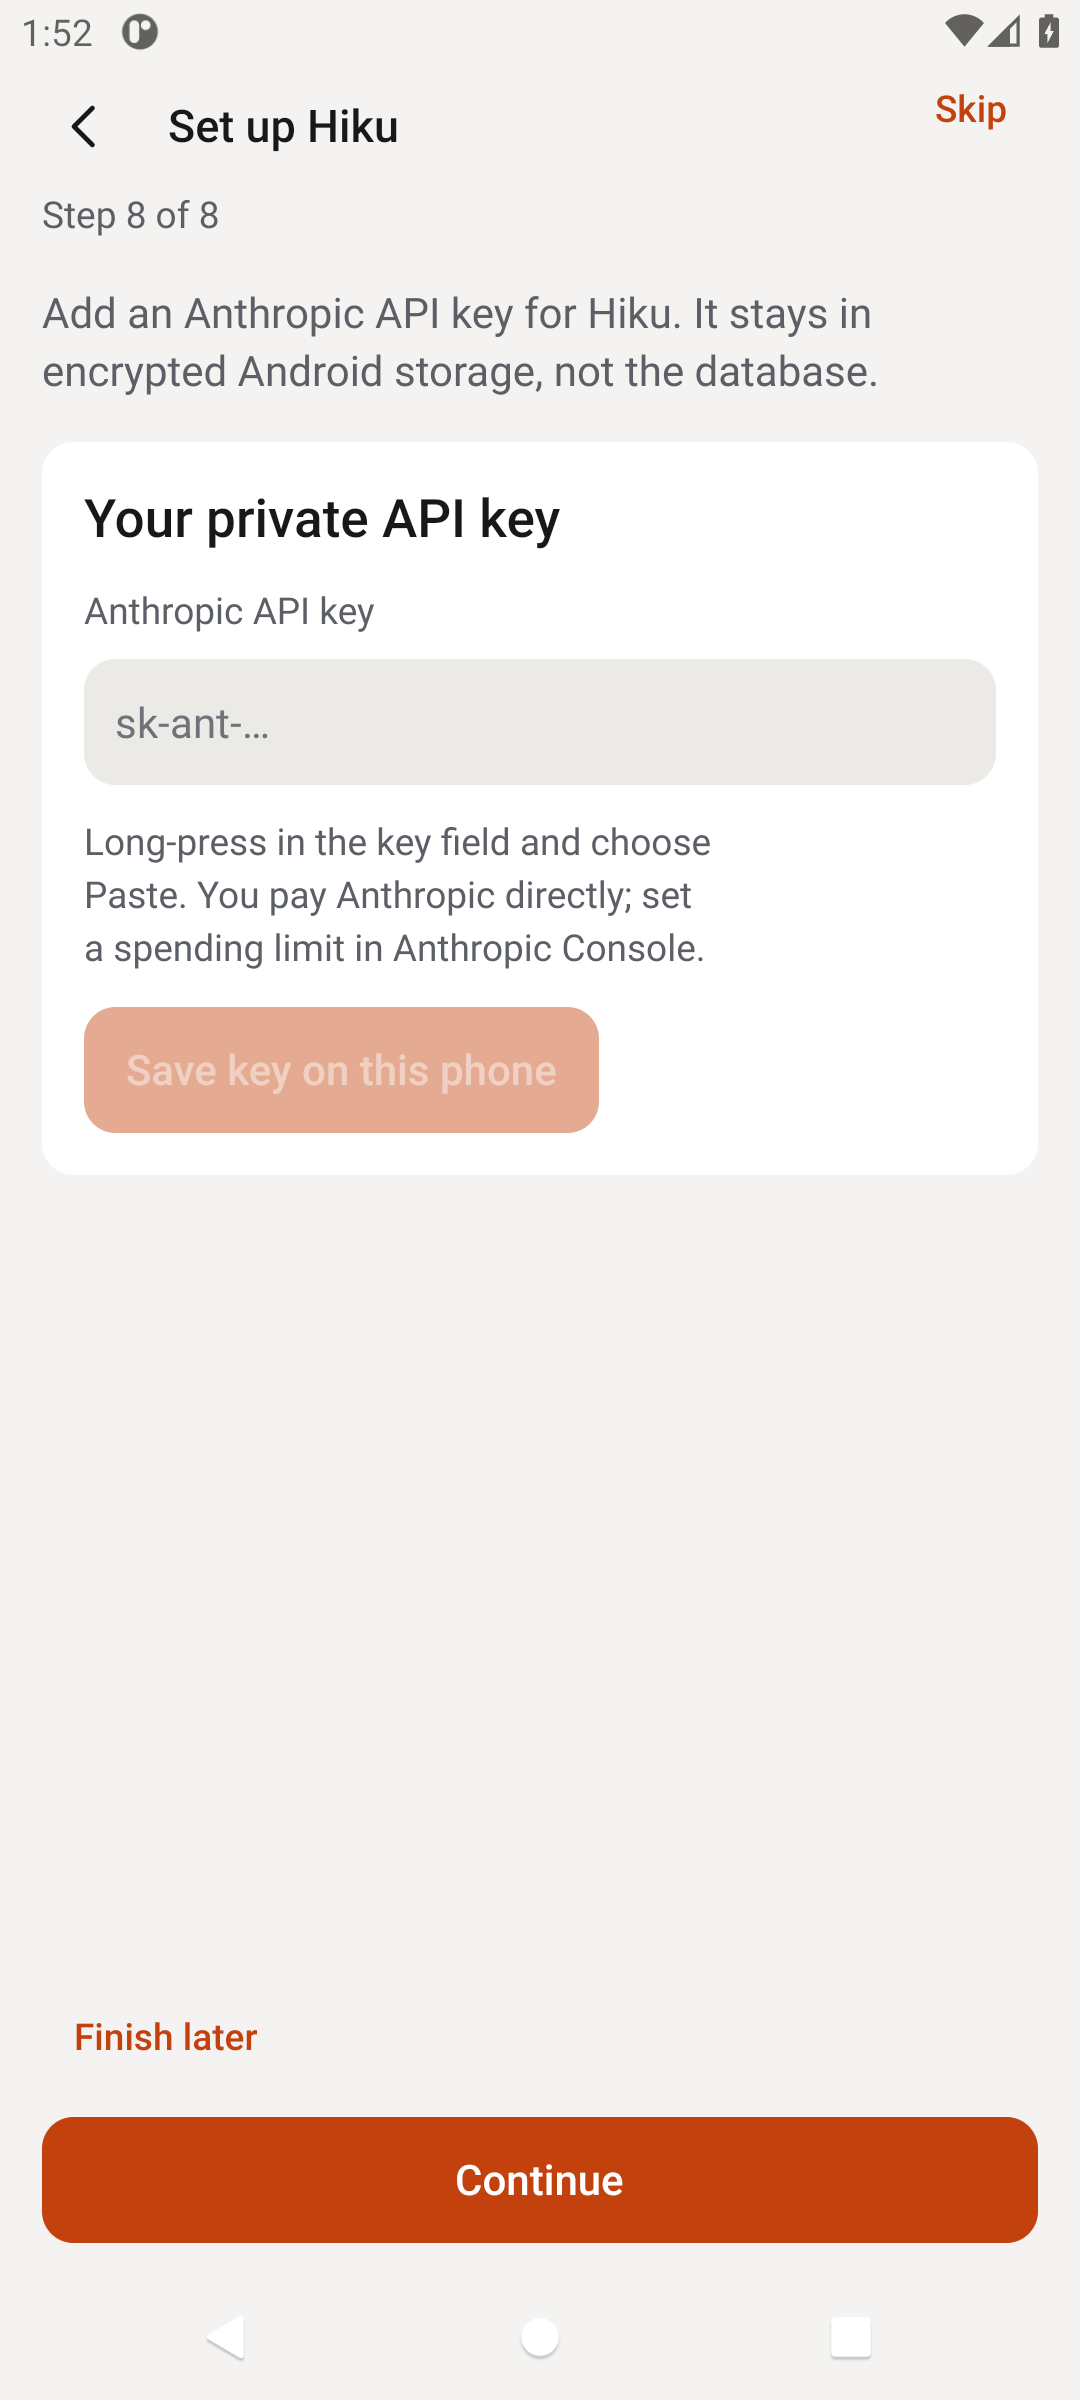 1:52
Set up Hiku
Skip
Step 8 of 8
Add an Anthropic API key for Hiku. It stays in
encrypted Android storage, not the database.
Your private API key
Anthropic API key
sk-ant-…
Long-press in the key field and choose
Paste. You pay Anthropic directly; set
a spending limit in Anthropic Console.
Save key on this phone
Finish later
Continue